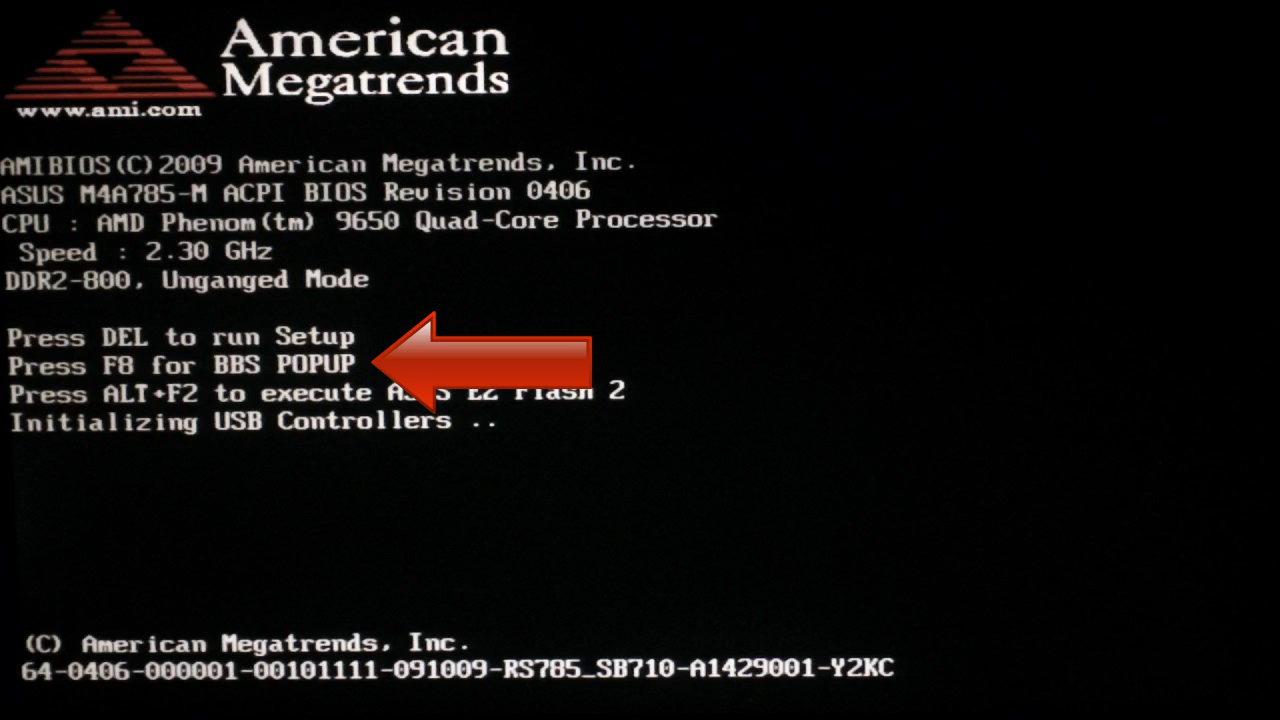 American
Megatrends
www.ami.com
AMIBIOS(C)2009 American Megatrends, Inc.
ASUS M4A785-M ACPI BIOS Revision 0406
CPU : AMD Phenom(tm) 9650 Quad-Core Processor
Speed : 2.30 GHz
DDR2-800, Unganged Mode
Press DEL to run Setup
Press F8 for BBS POPUP
Press ALT+F2 to execute ASUS EZ Flash 2
Initializing USB Controllers ..
(C) American Megatrends, Inc.
64-0406-000001-00101111-091009-RS785_SB710-A1429001-Y2KC